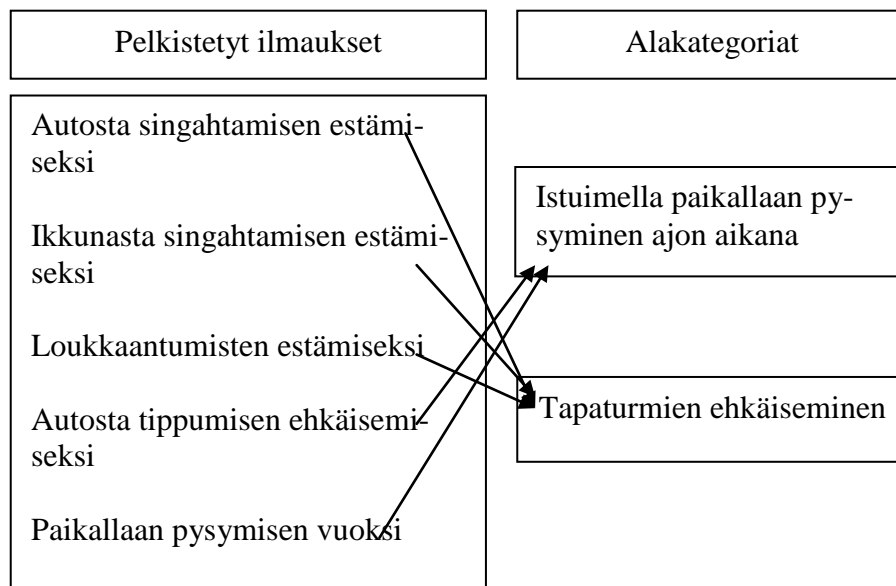 Pelkistetyt ilmaukset
Alakategoriat
Autosta singahtamisen estämi-
seksi
Ikkunasta singahtamisen estämi-
seksi
Loukkaantumisten estämiseksi
Autosta tippumisen ehkäisemi-
seksi
Paikallaan pysymisen vuoksi
Istuimella paikallaan py-
syminen ajon aikana
Tapaturmien ehkäiseminen